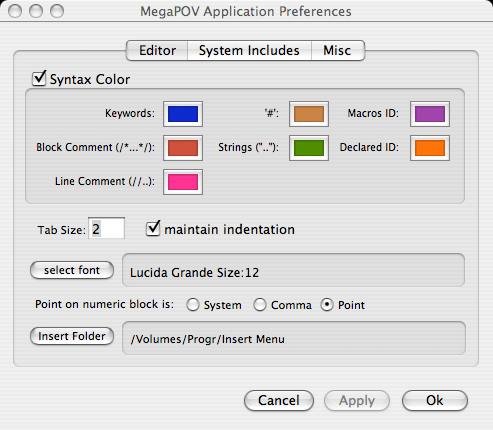 MegaPOV Application Preferences
Editor System Includes Misc
Syntax Color
Keywords: '#': Macros ID:
Block Comment (/*...*/): Strings (".."): Declared ID:
Line Comment (//..):
Tab Size: 2 maintain indentation
select font Lucida Grande Size:12
Point on numeric block is: System Comma Point
Insert Folder /Volumes/Progr/Insert Menu
Cancel Apply Ok